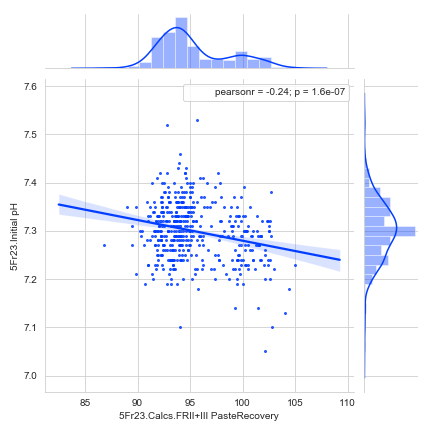 pearsonr = -0.24; p = 1.6e-07
7.6
7.5
7.4
7.3
7.2
7.1
7.0
5Fr23.Initial pH
85 90 95 100 105 110
5Fr23.Calcs.FRII+III PasteRecovery